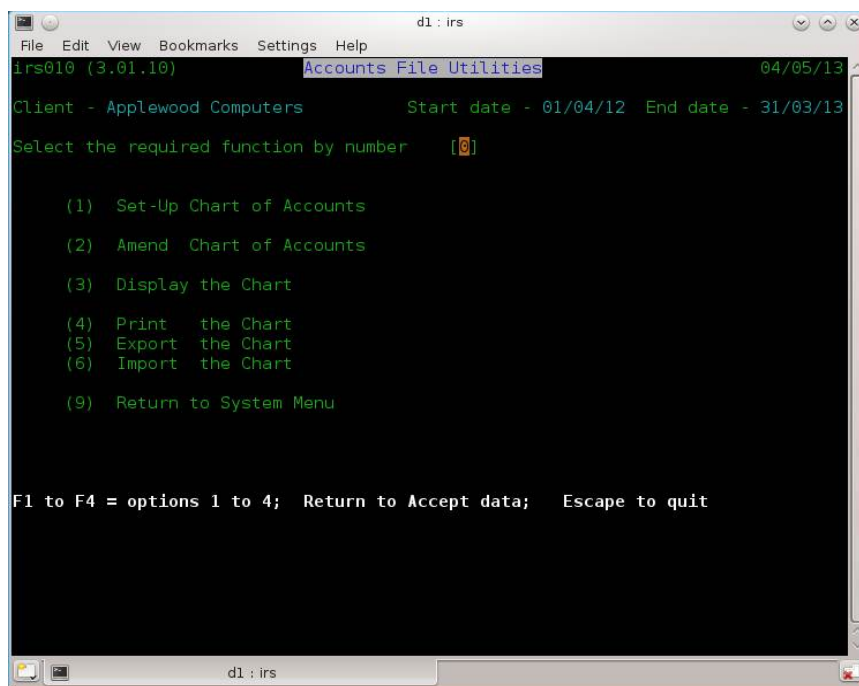 d1 : irs
File Edit View Bookmarks Settings Help
irs010 (3.01.10) Accounts File Utilities 04/05/13
Client - Applewood Computers Start date - 01/04/12 End date - 31/03/13
Select the required function by number [0]
(1) Set-Up Chart of Accounts
(2) Amend Chart of Accounts
(3) Display the Chart
(4) Print the Chart
(5) Export the Chart
(6) Import the Chart
(9) Return to System Menu
F1 to F4 = options 1 to 4; Return to Accept data; Escape to quit
d1 : irs